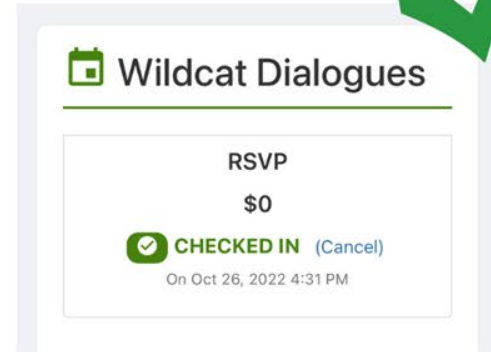 Wildcat Dialogues
RSVP
$0
CHECKED IN (Cancel)
On Oct 26, 2022 4:31 PM